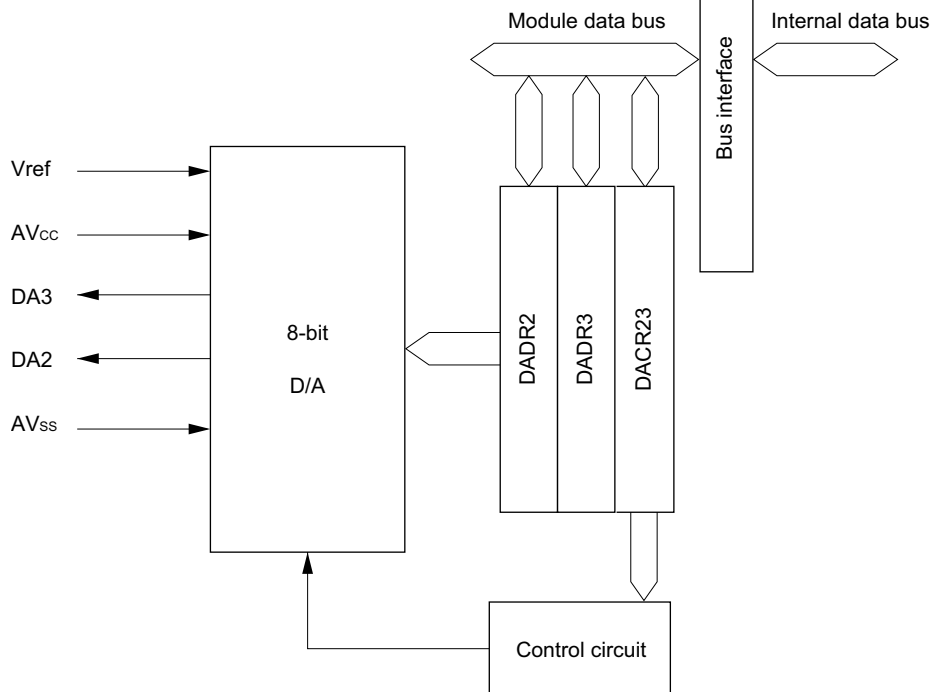 Module data bus
Internal data bus
Bus interface
Vref
AVCC
DA3
DA2
AVSS
8-bit
D/A
DADR2
DADR3
DACR23
Control circuit